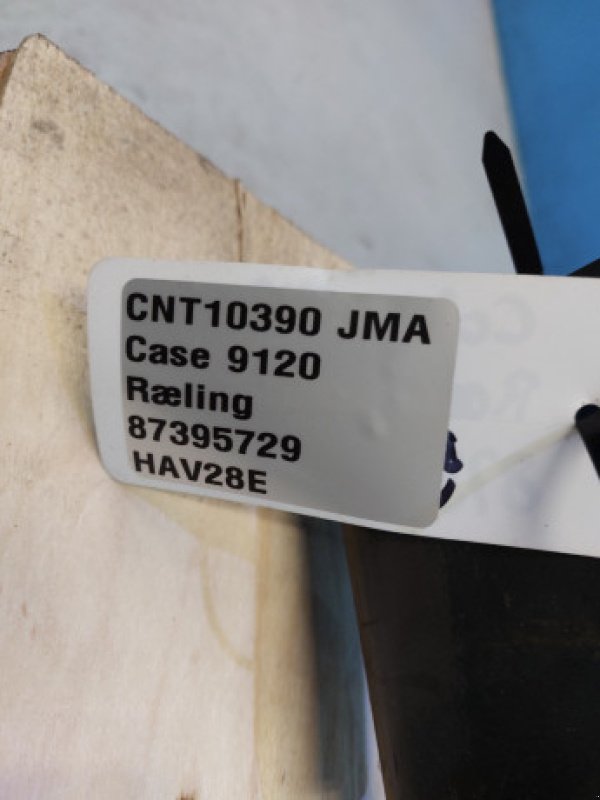 CNT10390 JMA
Case 9120
Ræling
87395729
HAV28E